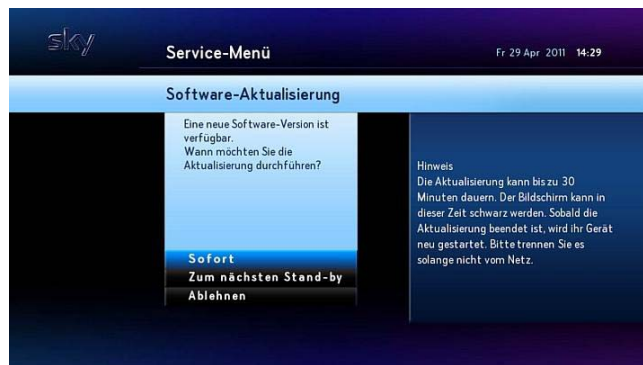 sky
Service-Menü
Fr 29 Apr 2011 14:29
Software-Aktualisierung
Eine neue Software-Version ist
verfügbar.
Wann möchten Sie die
Aktualisierung durchführen?
Sofort
Zum nächsten Stand-by
Ablehnen
Hinweis
Die Aktualisierung kann bis zu 30
Minuten dauern. Der Bildschirm kann in
dieser Zeit schwarz werden. Sobald die
Aktualisierung beendet ist, wird ihr Gerät
neu gestartet. Bitte trennen Sie es
solange nicht vom Netz.